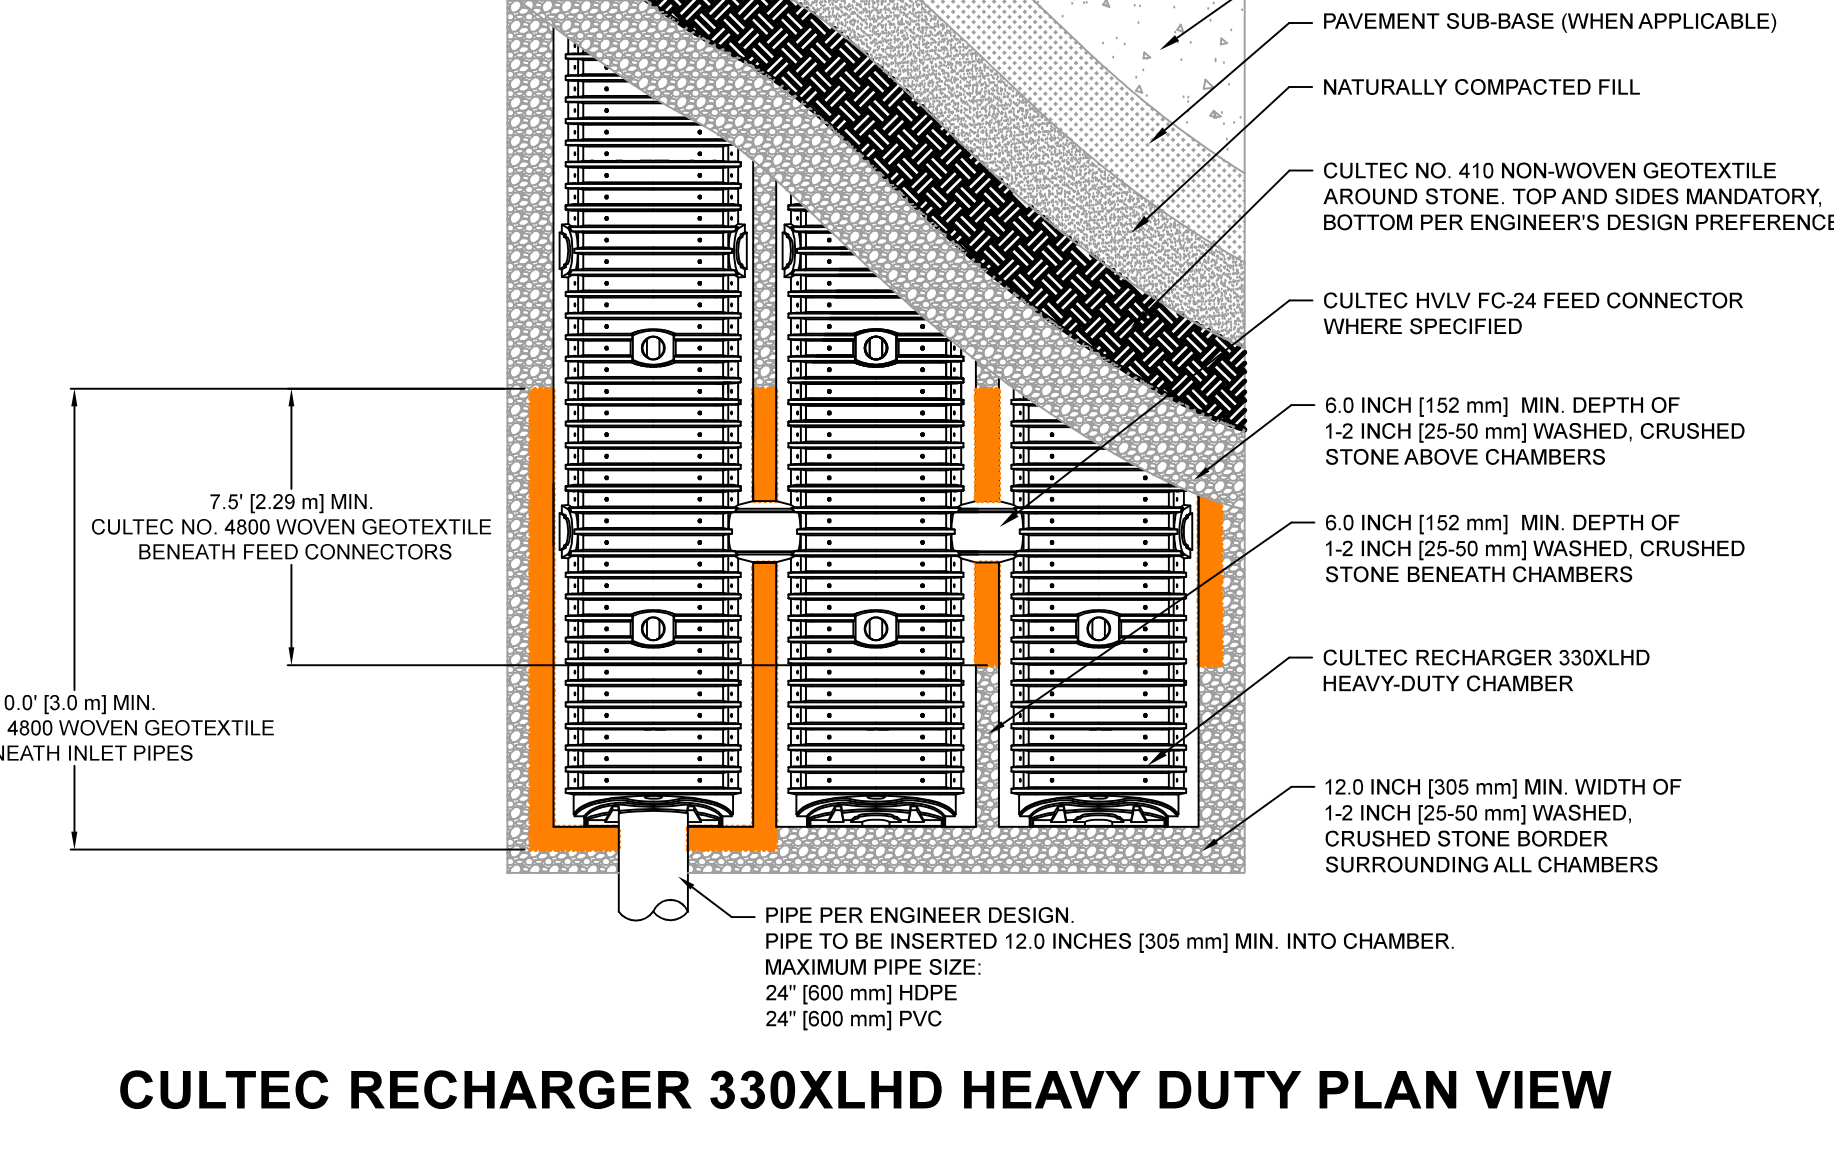 PAVEMENT SUB-BASE (WHEN APPLICABLE)
NATURALLY COMPACTED FILL
CULTEC NO. 410 NON-WOVEN GEOTEXTILE
AROUND STONE. TOP AND SIDES MANDATORY,
BOTTOM PER ENGINEER'S DESIGN PREFERENCE
CULTEC HVLV FC-24 FEED CONNECTOR
WHERE SPECIFIED
6.0 INCH [152 mm]  MIN. DEPTH OF
1-2 INCH [25-50 mm] WASHED, CRUSHED
STONE ABOVE CHAMBERS
7.5' [2.29 m] MIN.
CULTEC NO. 4800 WOVEN GEOTEXTILE
BENEATH FEED CONNECTORS
6.0 INCH [152 mm]  MIN. DEPTH OF
1-2 INCH [25-50 mm] WASHED, CRUSHED
STONE BENEATH CHAMBERS
CULTEC RECHARGER 330XLHD
HEAVY-DUTY CHAMBER
0.0' [3.0 m] MIN.
4800 WOVEN GEOTEXTILE
NEATH INLET PIPES
12.0 INCH [305 mm] MIN. WIDTH OF
1-2 INCH [25-50 mm] WASHED,
CRUSHED STONE BORDER
SURROUNDING ALL CHAMBERS
PIPE PER ENGINEER DESIGN.
PIPE TO BE INSERTED 12.0 INCHES [305 mm] MIN. INTO CHAMBER.
MAXIMUM PIPE SIZE:
24" [600 mm] HDPE
24" [600 mm] PVC
CULTEC RECHARGER 330XLHD HEAVY DUTY PLAN VIEW